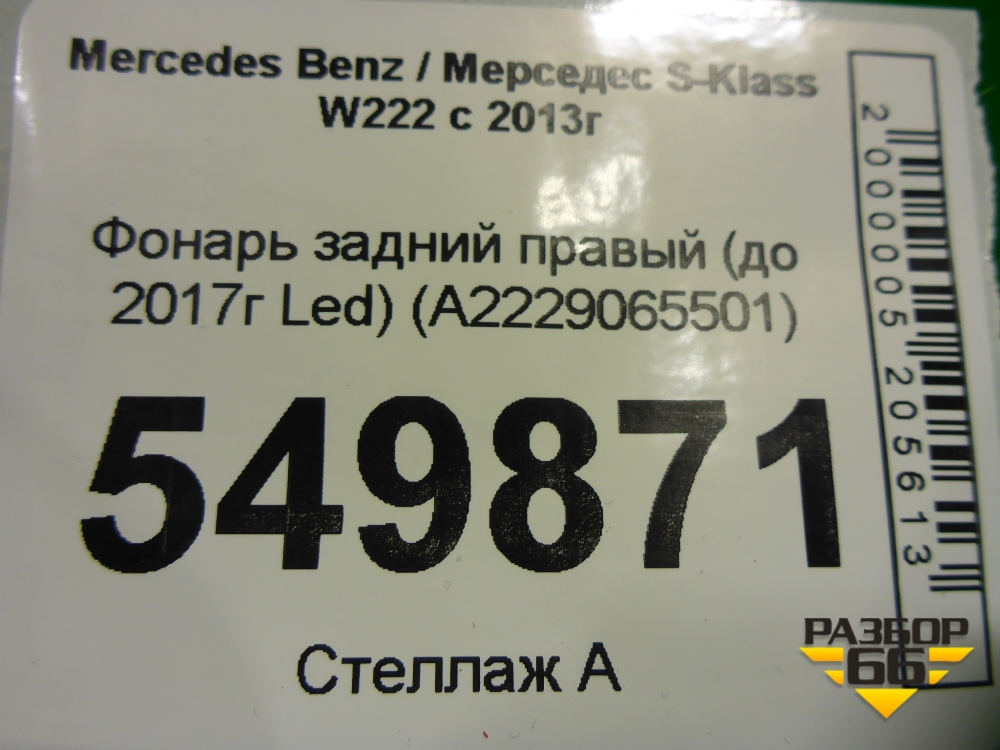 Mercedes Benz / Мерседес S-Klass
W222 с 2013г
Фонарь задний правый (до
2017г Led) (A2229065501)
549871
Стеллаж А
2000005205613
РАЗБОР
66